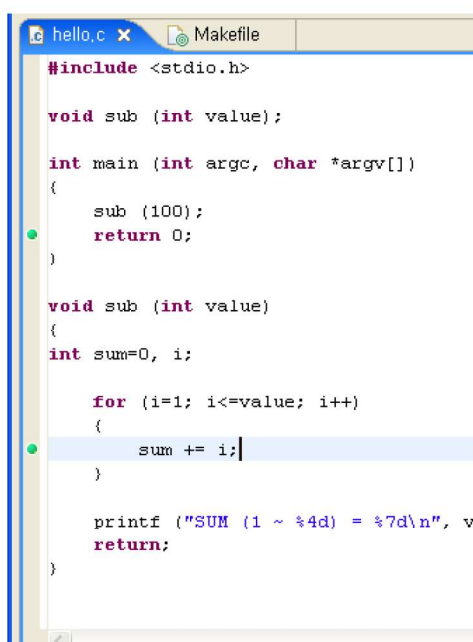 hello.c Makefile
#include <stdio.h>
void sub (int value);
int main (int argc, char *argv[])
{
    sub (100);
    return 0;
}
void sub (int value)
{
int sum=0, i;
    for (i=1; i<=value; i++)
    {
        sum += i;
    }
    printf ("SUM (1 ~ %4d) = %7d\n", v
    return;
}